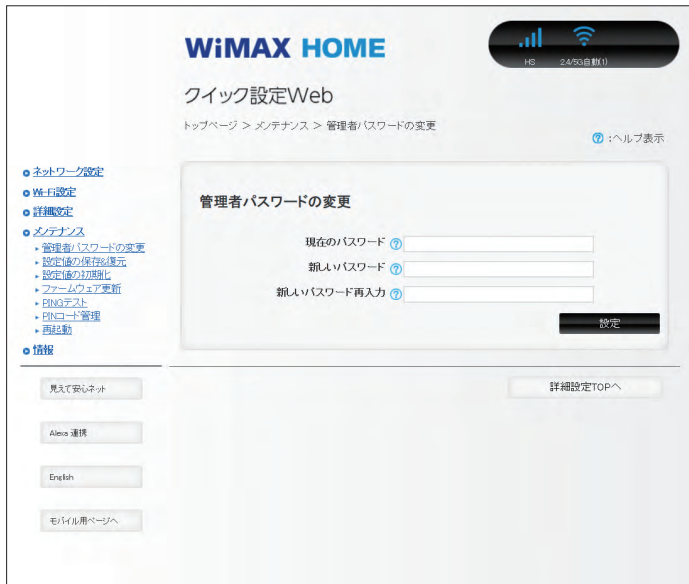 WiMAX HOME
HS 2.4/5G自動(1)
クイック設定Web
トップページ > メンテナンス > 管理者パスワードの変更
? :ヘルプ表示
ネットワーク設定
Wi-Fi設定
詳細設定
メンテナンス
管理者パスワードの変更
設定値の保存&復元
設定値の初期化
ファームウェア更新
PINGテスト
PINコード管理
再起動
情報
見えて安心ネット
Alexa 連携
English
モバイル用ページへ
管理者パスワードの変更
現在のパスワード ?
新しいパスワード ?
新しいパスワード再入力 ?
設定
詳細設定TOPへ